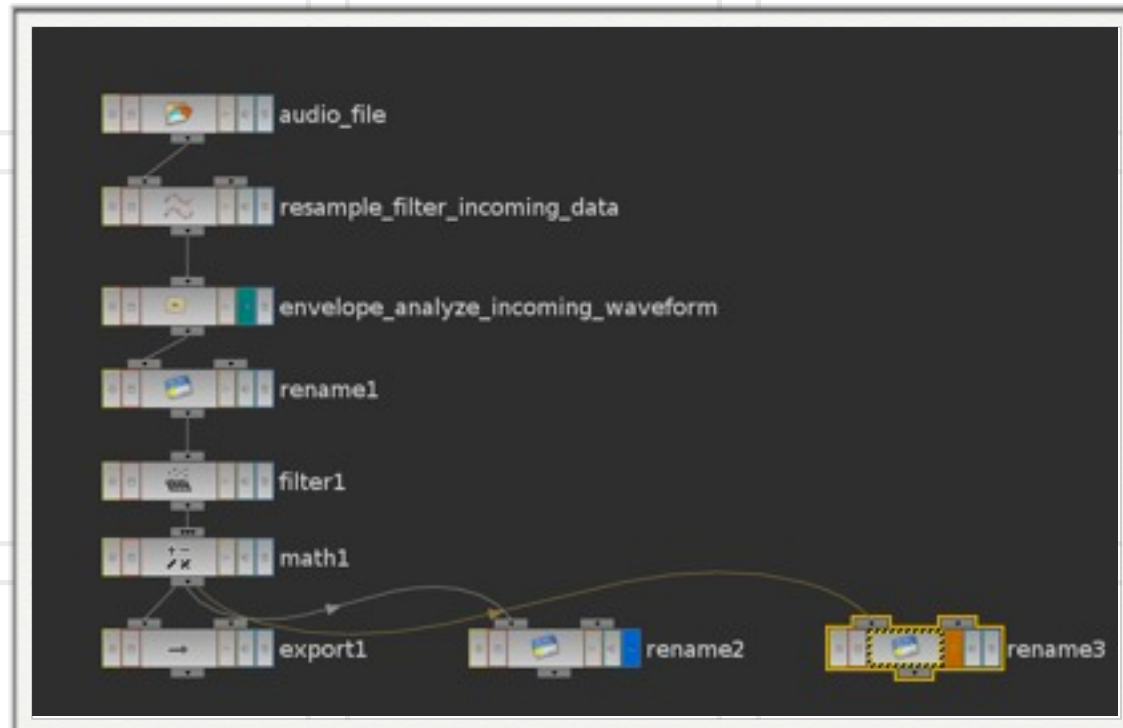 audio_file
resample_filter_incoming_data
envelope_analyze_incoming_waveform
rename1
filter1
math1
export1
rename2
rename3